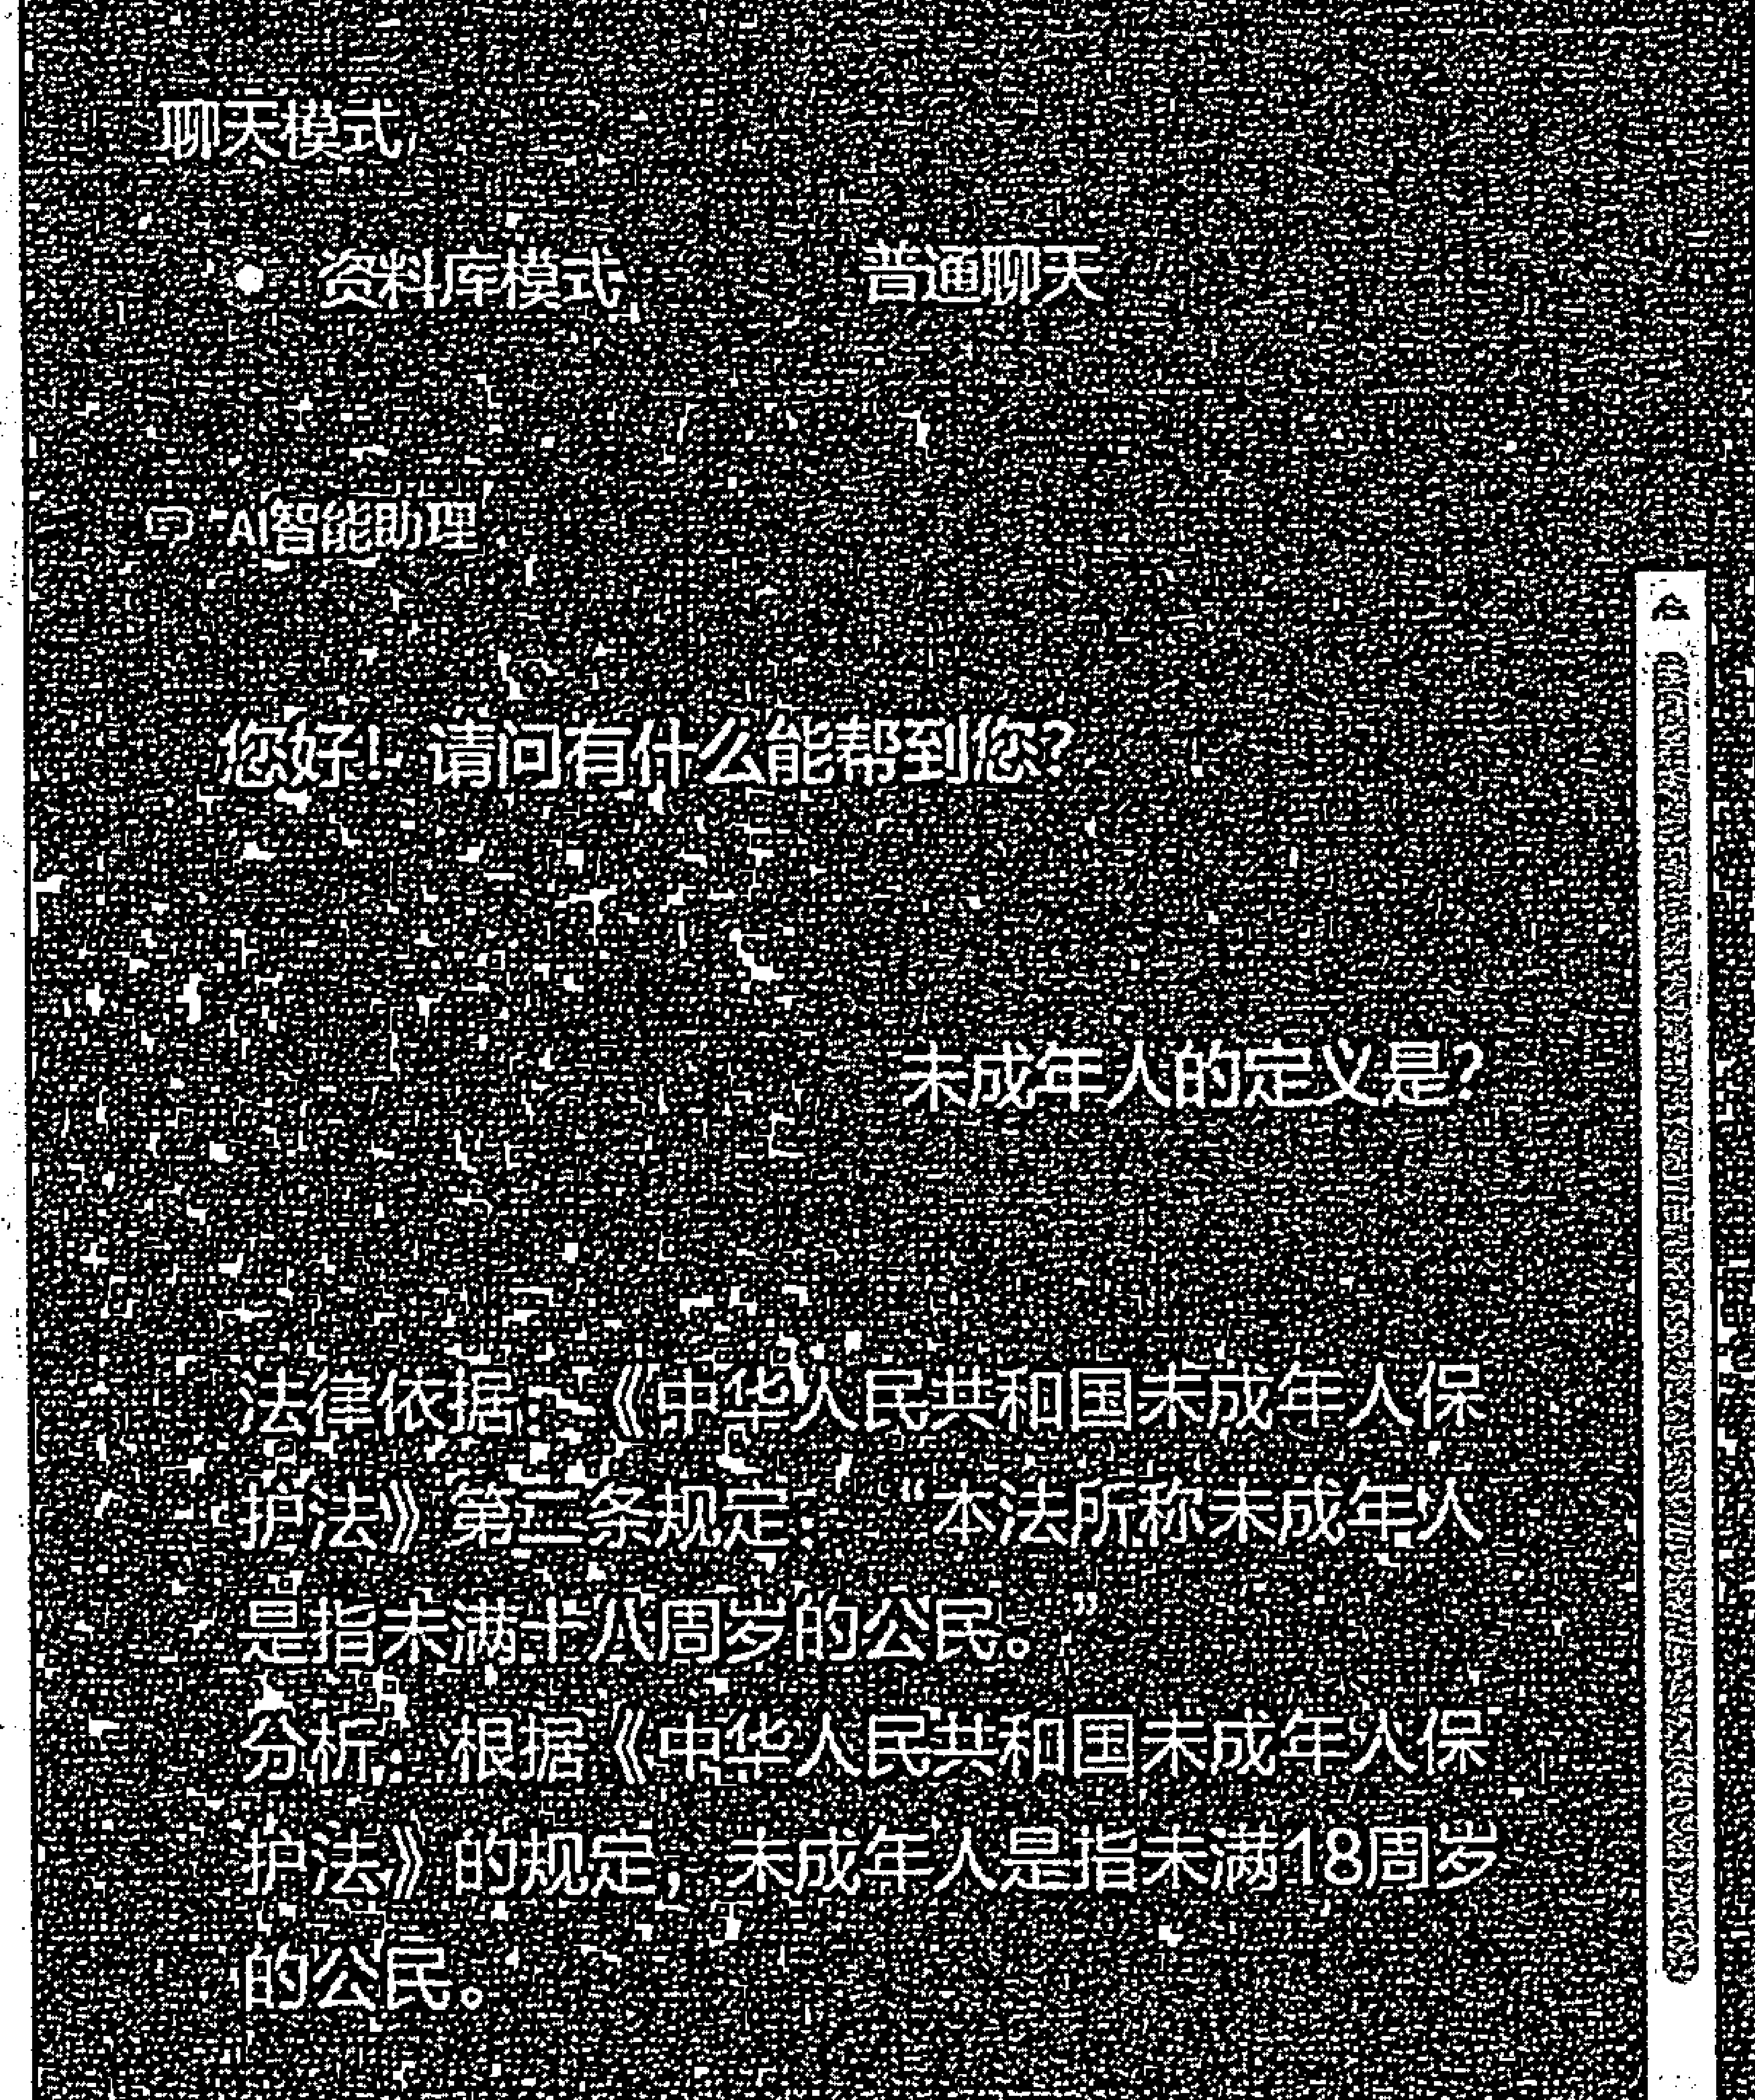 聊天模式
资料库模式 普通聊天
AI智能助理
您好！请问有什么能帮到您？
未成年人的定义是？
法律依据：《中华人民共和国未成年人保
护法》第二条规定：“本法所称未成年人
是指未满十八周岁的公民。”
分析：根据《中华人民共和国未成年人保
护法》的规定，未成年人是指未满18周岁
的公民。